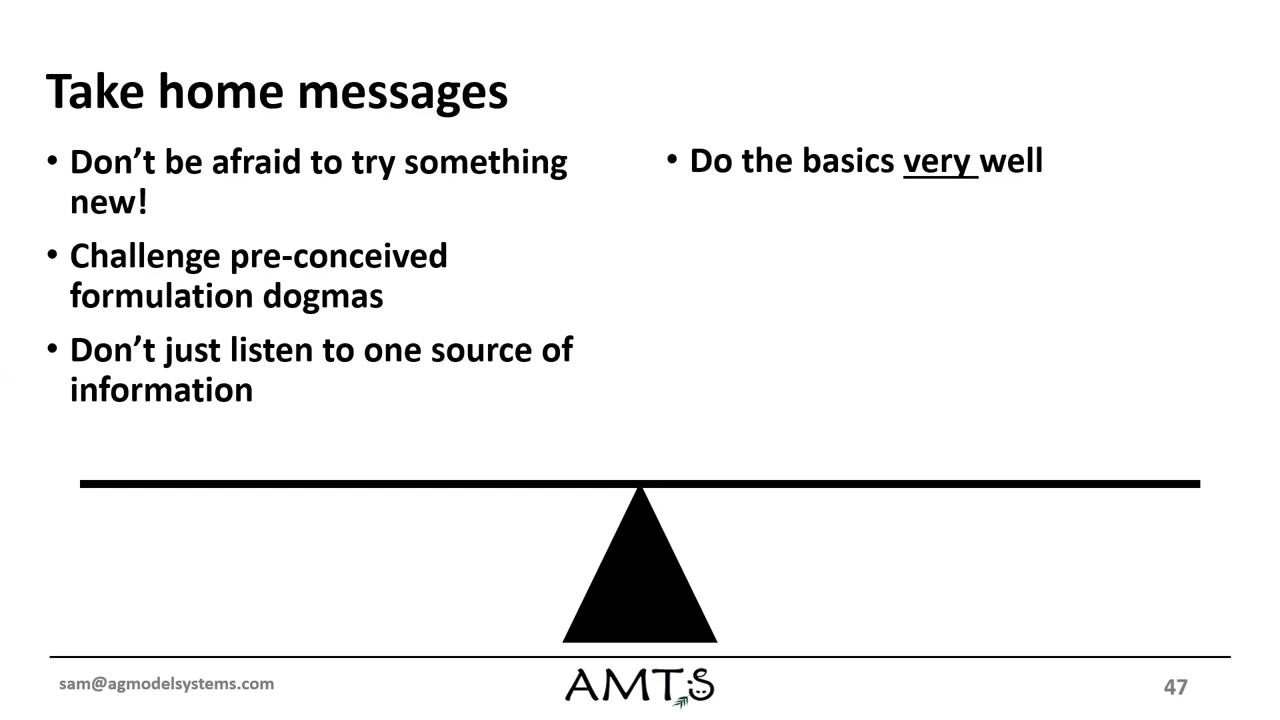 Take home messages
• Don’t be afraid to try something
new!
• Challenge pre-conceived
formulation dogmas
• Don’t just listen to one source of
information
• Do the basics very well
sam@agmodelsystems.com
AMTS
47